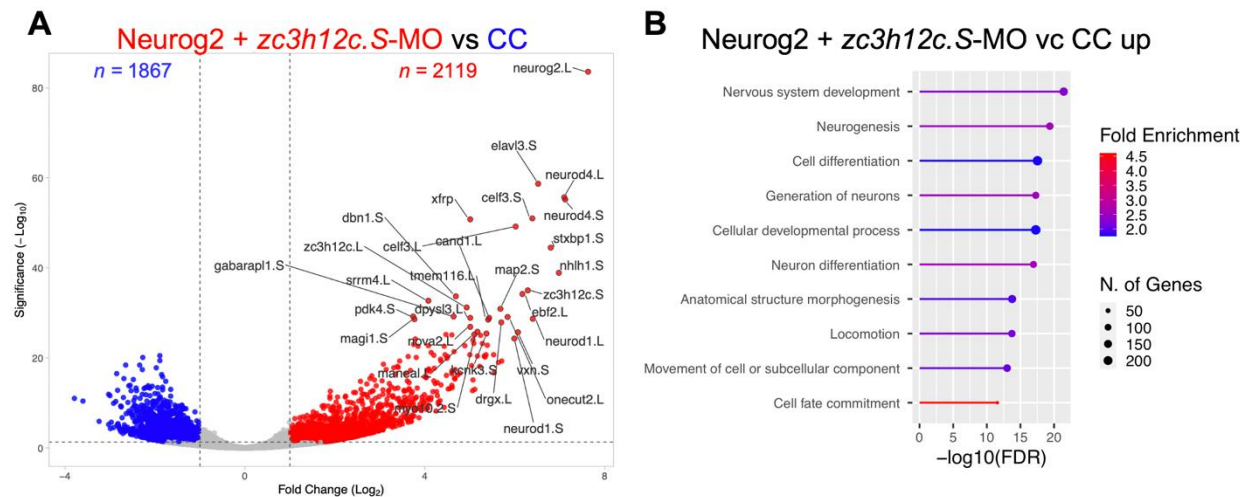 A
Neurog2 + zc3h12c.S-MO vs CC
n = 1867
n = 2119
neurog2.L
elavl3.S
neurod4.L
xfrp
celf3.S
neurod4.S
dbn1.S
stxbp1.S
zc3h12c.L
celf3.L
cand1.L
nhlh1.S
gabarapl1.S
tmem116.L
map2.S
srrm4.L
zc3h12c.S
pdk4.S
dpysl3.L
ebf2.L
magi1.S
nova2.L
neurod1.L
maneal.L
kcnk3.S
vxn.S
myo10.2.S
drgx.L
onecut2.L
neurod1.S
Significance (−Log10)
80
60
40
20
0
−4
0
4
8
Fold Change (Log2)
B
Neurog2 + zc3h12c.S-MO vc CC up
Nervous system development
Neurogenesis
Cell differentiation
Generation of neurons
Cellular developmental process
Neuron differentiation
Anatomical structure morphogenesis
Locomotion
Movement of cell or subcellular component
Cell fate commitment
0
5
10
15
20
−log10(FDR)
Fold Enrichment
4.5
4.0
3.5
3.0
2.5
2.0
N. of Genes
50
100
150
200